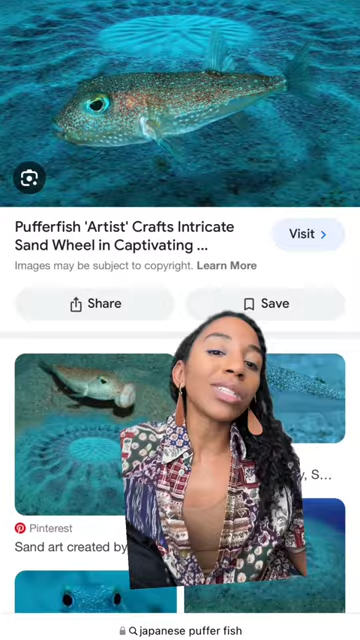 Pufferfish 'Artist' Crafts Intricate
Sand Wheel in Captivating ...
Visit
Images may be subject to copyright. Learn More
Share
Save
y, S...
Pinterest
Sand art created by
japanese puffer fish